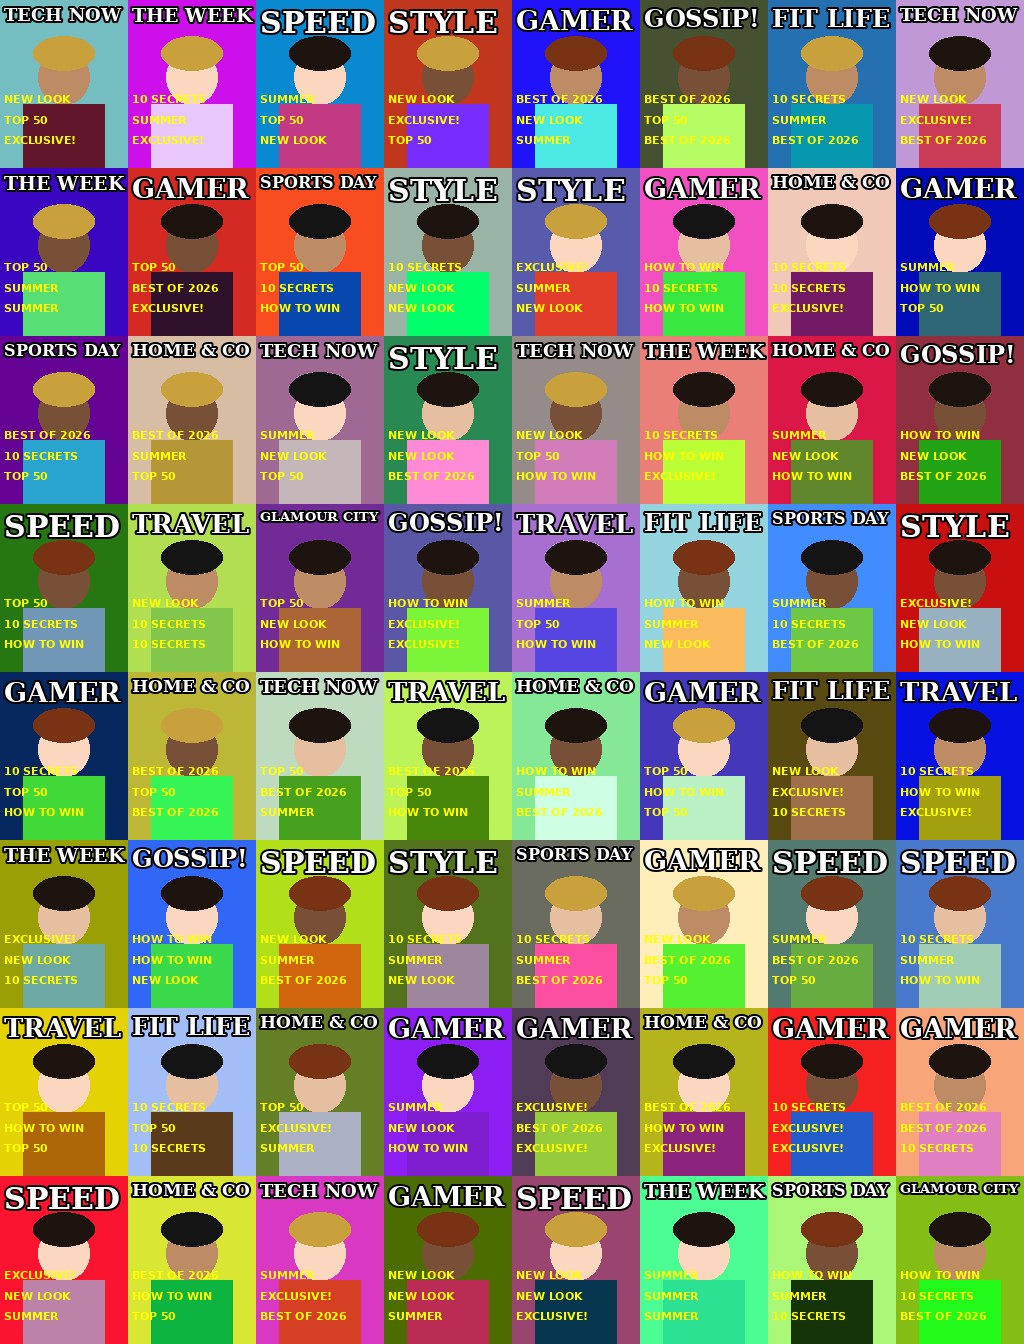 TECH NOW
NEW LOOK
TOP 50
EXCLUSIVE!
THE WEEK
10 SECRETS
SUMMER
EXCLUSIVE!
SPEED
SUMMER
TOP 50
NEW LOOK
STYLE
NEW LOOK
EXCLUSIVE!
TOP 50
GAMER
BEST OF 2026
NEW LOOK
SUMMER
GOSSIP!
BEST OF 2026
TOP 50
NEW LOOK
FIT LIFE
10 SECRETS
SUMMER
BEST OF 2026
TECH NOW
NEW LOOK
EXCLUSIVE!
BEST OF 2026
THE WEEK
TOP 50
SUMMER
SUMMER
GAMER
TOP 50
BEST OF 2026
EXCLUSIVE!
SPORTS DAY
TOP 50
10 SECRETS
HOW TO WIN
STYLE
10 SECRETS
NEW LOOK
NEW LOOK
STYLE
EXCLUSIVE!
SUMMER
NEW LOOK
GAMER
HOW TO WIN
10 SECRETS
HOW TO WIN
HOME & CO
10 SECRETS
10 SECRETS
EXCLUSIVE!
GAMER
SUMMER
HOW TO WIN
TOP 50
SPORTS DAY
BEST OF 2026
10 SECRETS
TOP 50
HOME & CO
BEST OF 2026
SUMMER
TOP 50
TECH NOW
SUMMER
NEW LOOK
TOP 50
STYLE
NEW LOOK
NEW LOOK
BEST OF 2026
TECH NOW
NEW LOOK
TOP 50
HOW TO WIN
THE WEEK
10 SECRETS
HOW TO WIN
EXCLUSIVE!
HOME & CO
SUMMER
NEW LOOK
HOW TO WIN
GOSSIP!
HOW TO WIN
NEW LOOK
BEST OF 2026
SPEED
TOP 50
10 SECRETS
HOW TO WIN
TRAVEL
NEW LOOK
10 SECRETS
10 SECRETS
GLAMOUR CITY
TOP 50
NEW LOOK
HOW TO WIN
GOSSIP!
HOW TO WIN
EXCLUSIVE!
EXCLUSIVE!
TRAVEL
SUMMER
TOP 50
HOW TO WIN
FIT LIFE
HOW TO WIN
SUMMER
NEW LOOK
SPORTS DAY
SUMMER
10 SECRETS
BEST OF 2026
STYLE
EXCLUSIVE!
NEW LOOK
HOW TO WIN
GAMER
10 SECRETS
TOP 50
HOW TO WIN
HOME & CO
BEST OF 2026
TOP 50
BEST OF 2026
TECH NOW
TOP 50
BEST OF 2026
SUMMER
TRAVEL
BEST OF 2026
TOP 50
HOW TO WIN
HOME & CO
HOW TO WIN
SUMMER
BEST OF 2026
GAMER
TOP 50
HOW TO WIN
TOP 50
FIT LIFE
NEW LOOK
EXCLUSIVE!
10 SECRETS
TRAVEL
10 SECRETS
HOW TO WIN
EXCLUSIVE!
THE WEEK
EXCLUSIVE!
NEW LOOK
10 SECRETS
GOSSIP!
HOW TO WIN
HOW TO WIN
NEW LOOK
SPEED
NEW LOOK
SUMMER
BEST OF 2026
STYLE
10 SECRETS
SUMMER
NEW LOOK
SPORTS DAY
10 SECRETS
SUMMER
BEST OF 2026
GAMER
NEW LOOK
BEST OF 2026
TOP 50
SPEED
SUMMER
BEST OF 2026
TOP 50
SPEED
10 SECRETS
SUMMER
HOW TO WIN
TRAVEL
TOP 50
HOW TO WIN
TOP 50
FIT LIFE
10 SECRETS
TOP 50
10 SECRETS
HOME & CO
TOP 50
EXCLUSIVE!
SUMMER
GAMER
SUMMER
NEW LOOK
HOW TO WIN
GAMER
EXCLUSIVE!
BEST OF 2026
EXCLUSIVE!
HOME & CO
BEST OF 2026
HOW TO WIN
EXCLUSIVE!
GAMER
10 SECRETS
EXCLUSIVE!
EXCLUSIVE!
GAMER
BEST OF 2026
BEST OF 2026
10 SECRETS
SPEED
EXCLUSIVE!
NEW LOOK
SUMMER
HOME & CO
BEST OF 2026
HOW TO WIN
TOP 50
TECH NOW
SUMMER
EXCLUSIVE!
BEST OF 2026
GAMER
NEW LOOK
NEW LOOK
SUMMER
SPEED
NEW LOOK
NEW LOOK
EXCLUSIVE!
THE WEEK
SUMMER
SUMMER
SUMMER
SPORTS DAY
HOW TO WIN
SUMMER
10 SECRETS
GLAMOUR CITY
HOW TO WIN
10 SECRETS
BEST OF 2026